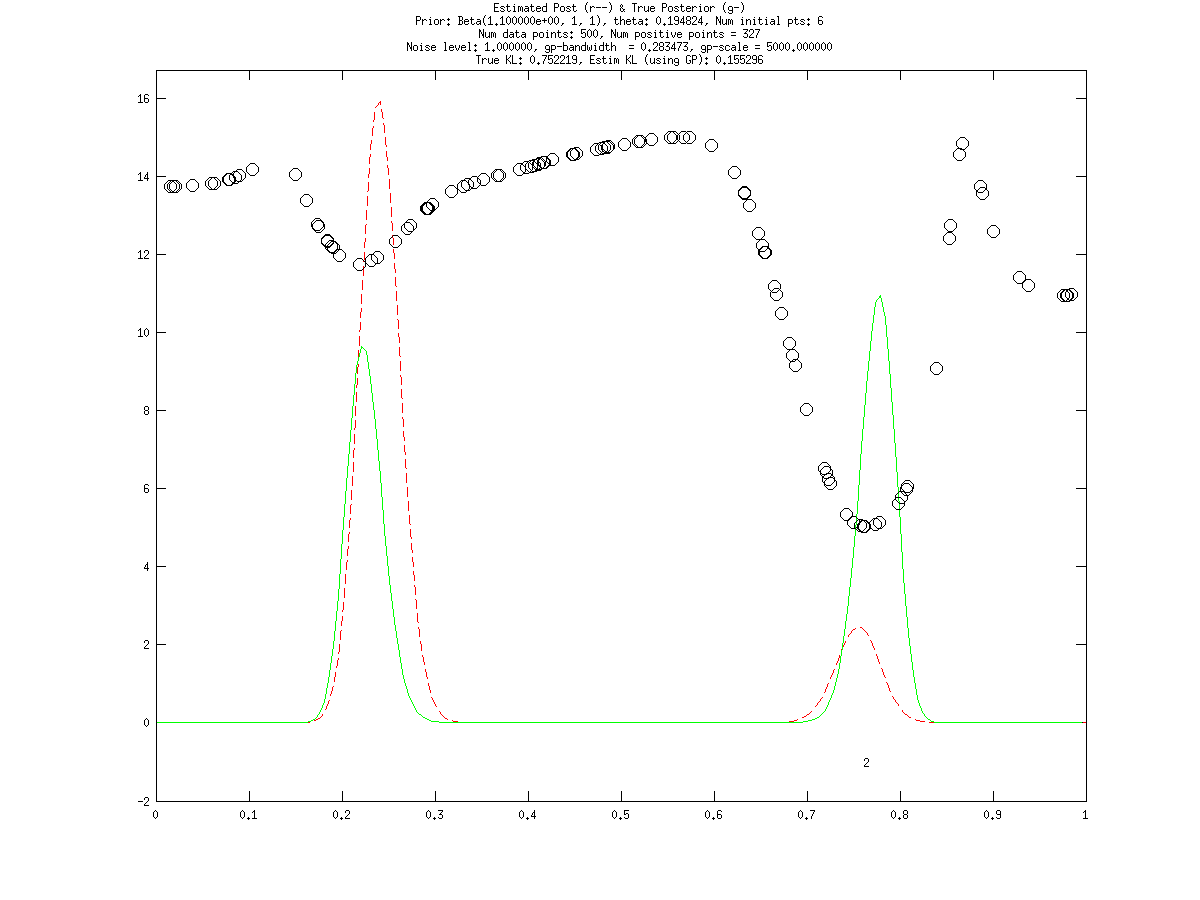 Estimated Post (r--) & True Posterior (g-)
Prior: Beta(1.100000e+00, 1, 1), theta: 0.194824, Num initial pts: 6
Num data points: 500, Num positive points = 327
Noise level: 1.000000, gp-bandwidth  = 0.283473, gp-scale = 5000.000000
True KL: 0.752219, Estim KL (using GP): 0.155296
16
14
12
10
8
6
4
2
0
2
-2
0 0.1 0.2 0.3 0.4 0.5 0.6 0.7 0.8 0.9 1